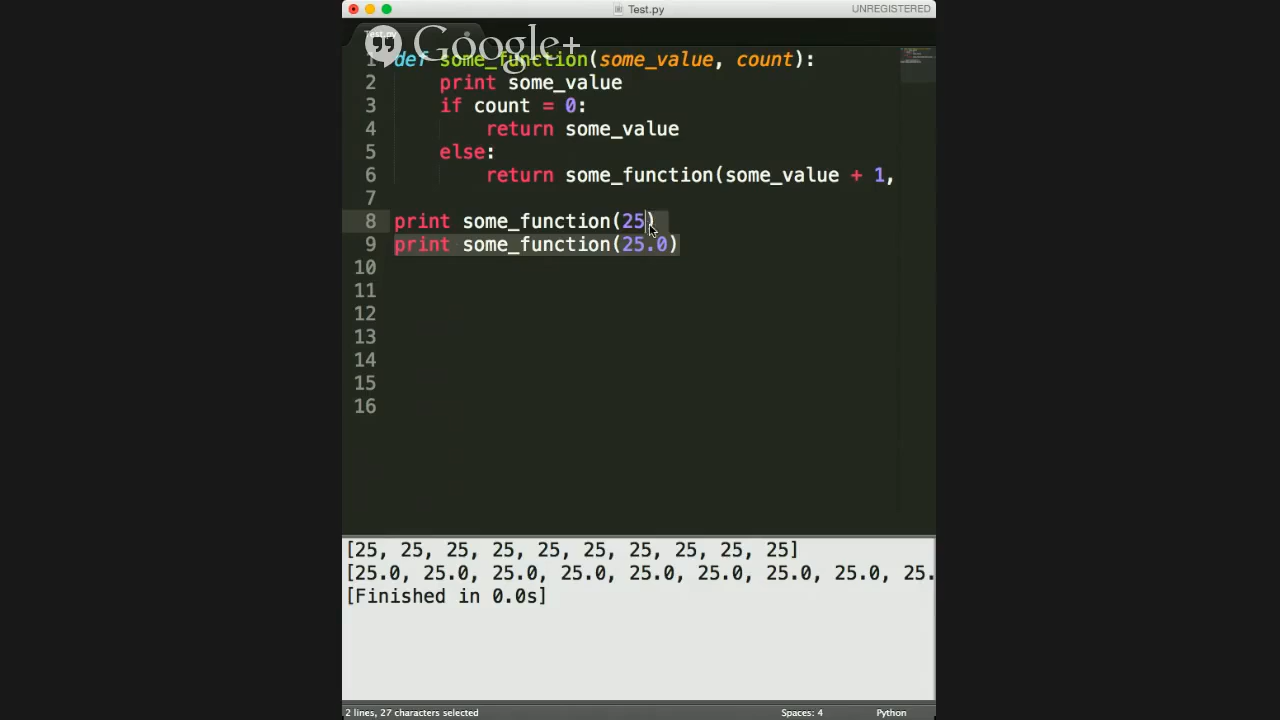 Test.py
UNREGISTERED
Test.py
Google+
1 def some_function(some_value, count):
2 print some_value
3 if count = 0:
4 return some_value
5 else:
6 return some_function(some_value + 1,
7
8 print some_function(25)
9 print some_function(25.0)
10
11
12
13
14
15
16
[25, 25, 25, 25, 25, 25, 25, 25, 25, 25]
[25.0, 25.0, 25.0, 25.0, 25.0, 25.0, 25.0, 25.0, 25.
[Finished in 0.0s]
2 lines, 27 characters selected
Spaces: 4
Python